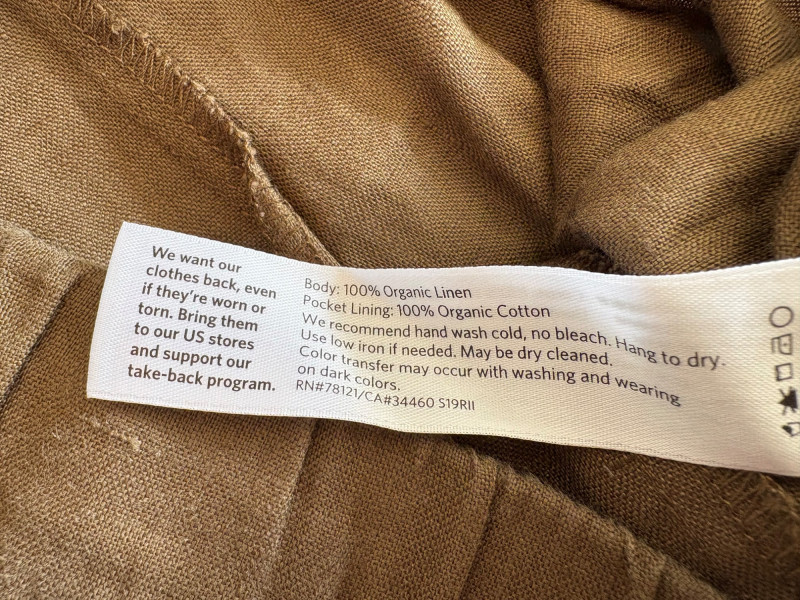 We want our
clothes back, even
if they're worn or
torn. Bring them
to our US stores
and support our
take-back program.
Body: 100% Organic Linen
Pocket Lining: 100% Organic Cotton
We recommend hand wash cold, no bleach. Hang to dry.
Use low iron if needed. May be dry cleaned.
Color transfer may occur with washing and wearing
on dark colors.
RN#78121/CA#34460 S19RII